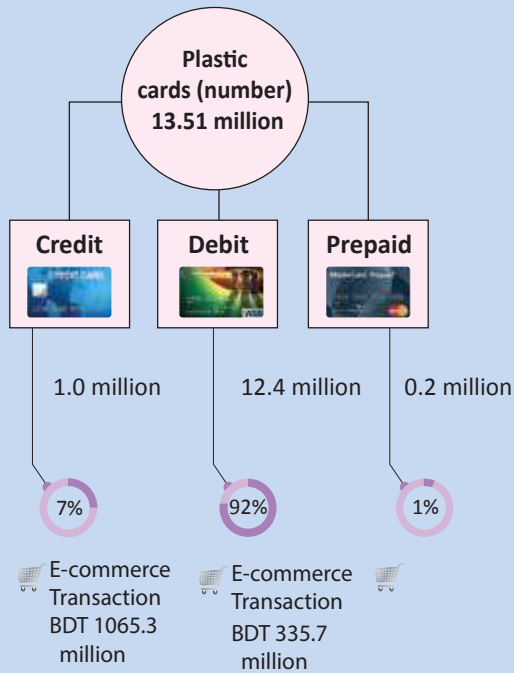 Plastic
cards (number)
13.51 million
Credit
Debit
Prepaid
1.0 million
12.4 million
0.2 million
7%
92%
1%
E-commerce
Transaction
BDT 1065.3
million
E-commerce
Transaction
BDT 335.7
million